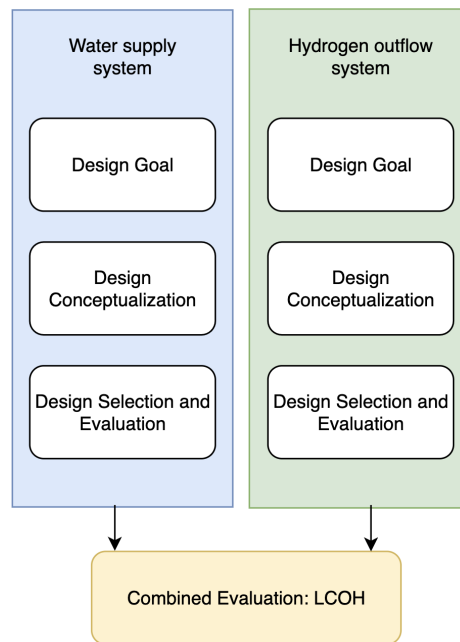 Water supply
system
Design Goal
Design
Conceptualization
Design Selection and
Evaluation
Hydrogen outflow
system
Design Goal
Design
Conceptualization
Design Selection and
Evaluation
Combined Evaluation: LCOH